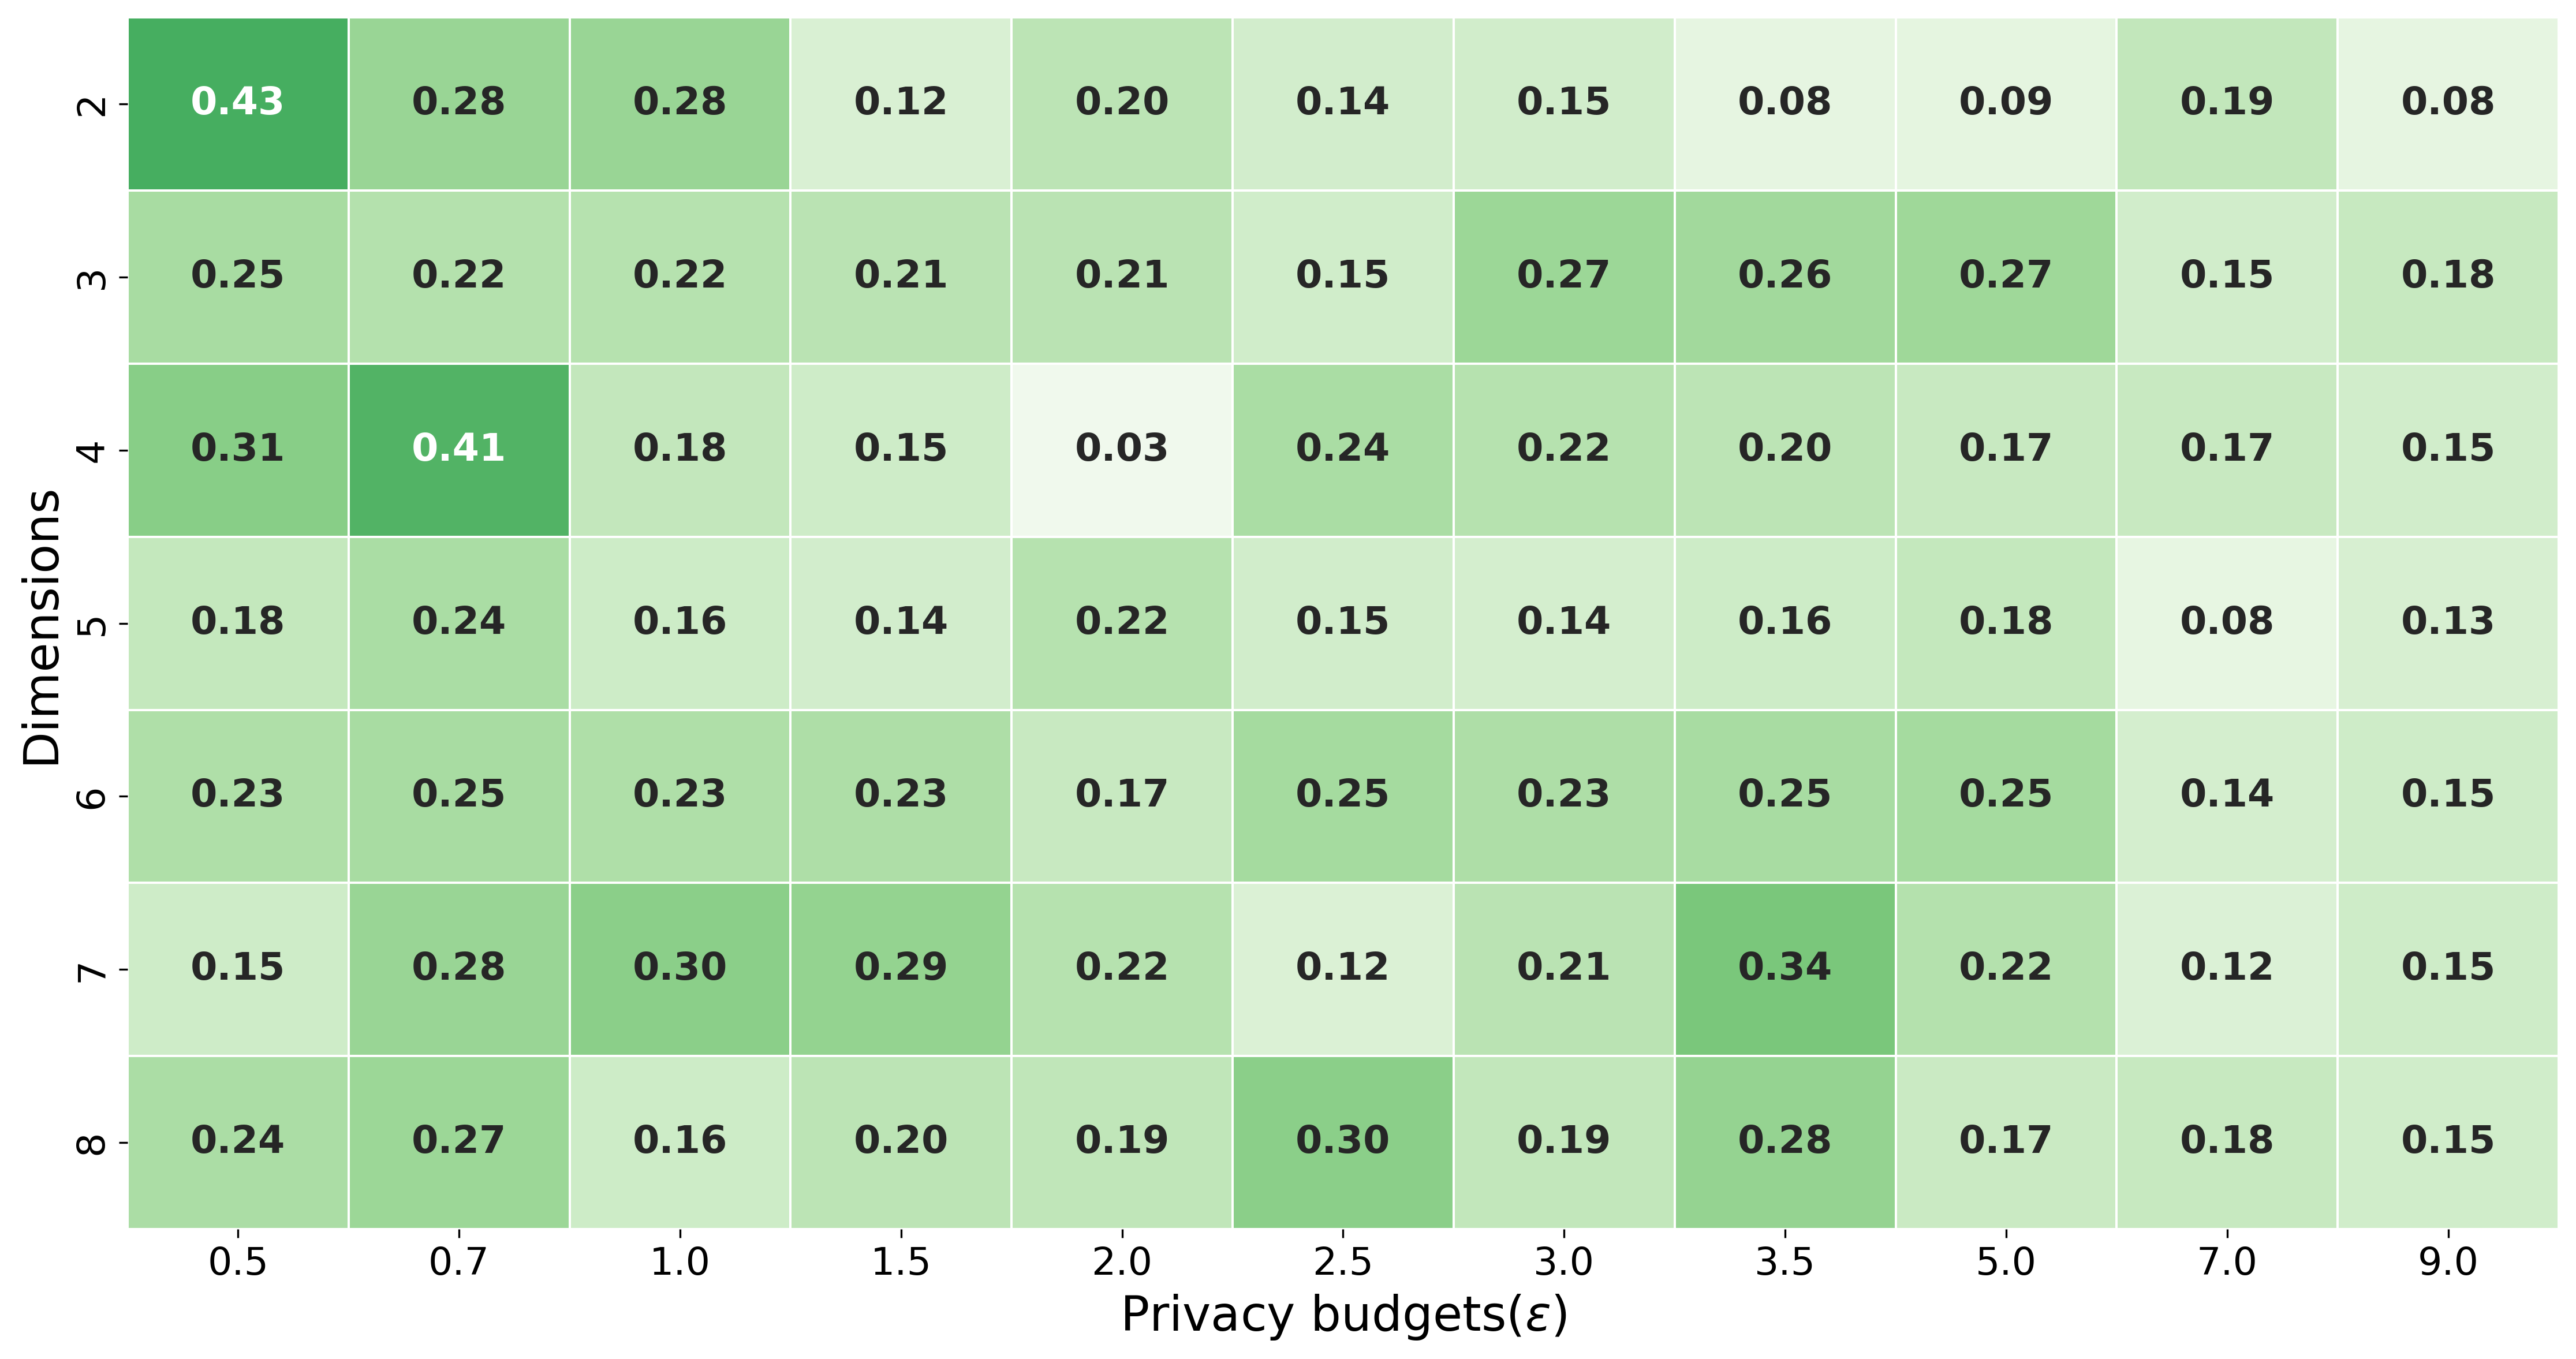 2 0.43 0.28 0.28 0.12 0.20 0.14 0.15 0.08 0.09 0.19 0.08
3 0.25 0.22 0.22 0.21 0.21 0.15 0.27 0.26 0.27 0.15 0.18
4 0.31 0.41 0.18 0.15 0.03 0.24 0.22 0.20 0.17 0.17 0.15
5 0.18 0.24 0.16 0.14 0.22 0.15 0.14 0.16 0.18 0.08 0.13
6 0.23 0.25 0.23 0.23 0.17 0.25 0.23 0.25 0.25 0.14 0.15
7 0.15 0.28 0.30 0.29 0.22 0.12 0.21 0.34 0.22 0.12 0.15
8 0.24 0.27 0.16 0.20 0.19 0.30 0.19 0.28 0.17 0.18 0.15
0.5 0.7 1.0 1.5 2.0 2.5 3.0 3.5 5.0 7.0 9.0
Dimensions
Privacy budgets(ε)